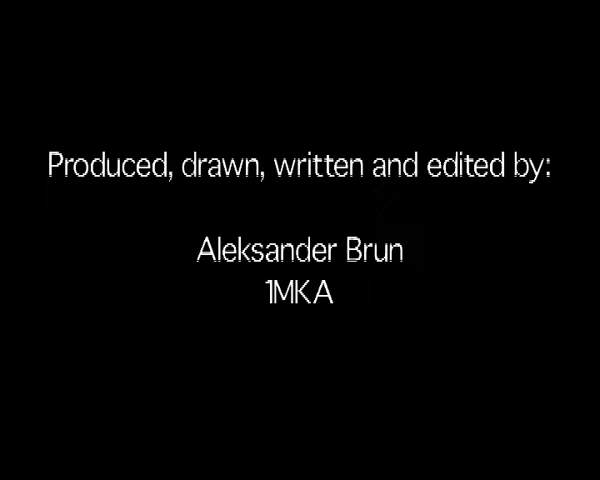 Produced, drawn, written and edited by:
Aleksander Brun
1MKA